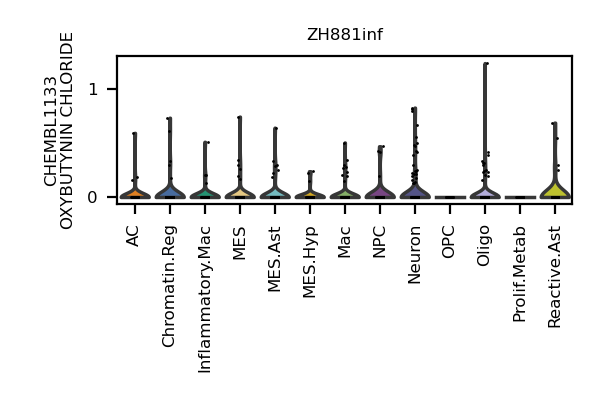 ZH881inf
CHEMBL1133
OXYBUTYNIN CHLORIDE
1
0
AC
Chromatin.Reg
Inflammatory.Mac
MES
MES.Ast
MES.Hyp
Mac
NPC
Neuron
OPC
Oligo
Prolif.Metab
Reactive.Ast